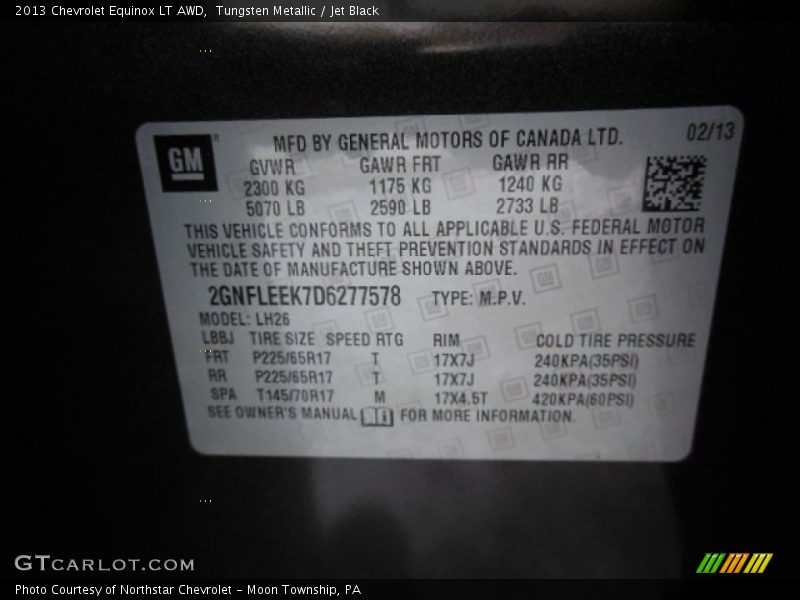 2013 Chevrolet Equinox LT AWD,  Tungsten Metallic / Jet Black
GM
MFD BY GENERAL MOTORS OF CANADA LTD. 02/13
GVWR GAWR FRT GAWR RR
2300 KG 1175 KG 1240 KG
5070 LB 2590 LB 2733 LB
THIS VEHICLE CONFORMS TO ALL APPLICABLE U.S. FEDERAL MOTOR
VEHICLE SAFETY AND THEFT PREVENTION STANDARDS IN EFFECT ON
THE DATE OF MANUFACTURE SHOWN ABOVE.
2GNFLEEK7D6277578 TYPE: M.P.V.
MODEL: LH26
LBBJ TIRE SIZE SPEED RTG RIM COLD TIRE PRESSURE
FRT P225/65R17 T 17X7J 240KPA(35PSI)
RR P225/65R17 T 17X7J 240KPA(35PSI)
SPA T145/70R17 M 17X4.5T 420KPA(60PSI)
SEE OWNER'S MANUAL FOR MORE INFORMATION.
GTCARLOT.COM
Photo Courtesy of Northstar Chevrolet - Moon Township, PA